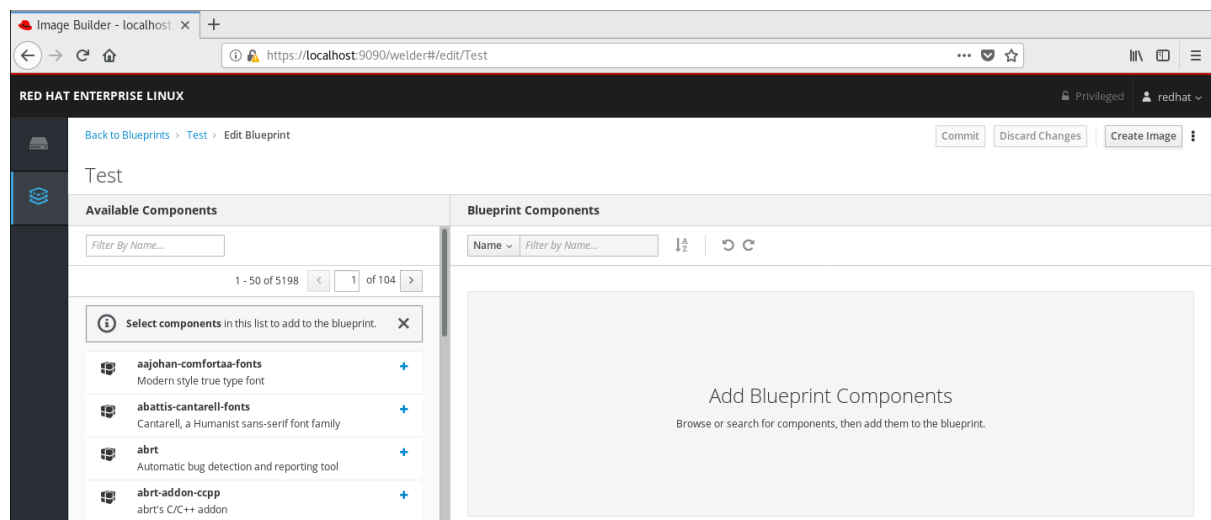 Image Builder - localhost.
https://localhost:9090/welder#/edit/Test
RED HAT ENTERPRISE LINUX
Privileged
redhat
Back to Blueprints > Test > Edit Blueprint
Commit
Discard Changes
Create Image
Test
Available Components
Filter By Name...
1 - 50 of 5198 < 1 of 104 >
Select components in this list to add to the blueprint.
aajohan-comfortaa-fonts
Modern style true type font
abattis-cantarell-fonts
Cantarell, a Humanist sans-serif font family
abrt
Automatic bug detection and reporting tool
abrt-addon-ccpp
abrt's C/C++ addon
Blueprint Components
Name
Filter by Name...
Add Blueprint Components
Browse or search for components, then add them to the blueprint.